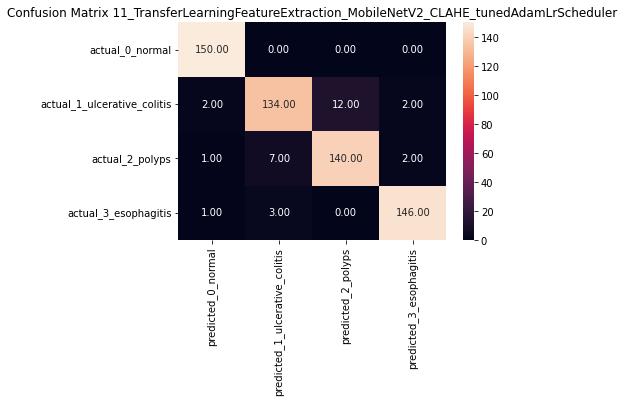 Confusion Matrix 11_TransferLearningFeatureExtraction_MobileNetV2_CLAHE_tunedAdamLrScheduler
actual_0_normal 150.00 0.00 0.00 0.00
actual_1_ulcerative_colitis 2.00 134.00 12.00 2.00
actual_2_polyps 1.00 7.00 140.00 2.00
actual_3_esophagitis 1.00 3.00 0.00 146.00
predicted_0_normal
predicted_1_ulcerative_colitis
predicted_2_polyps
predicted_3_esophagitis
140
120
100
80
60
40
20
0